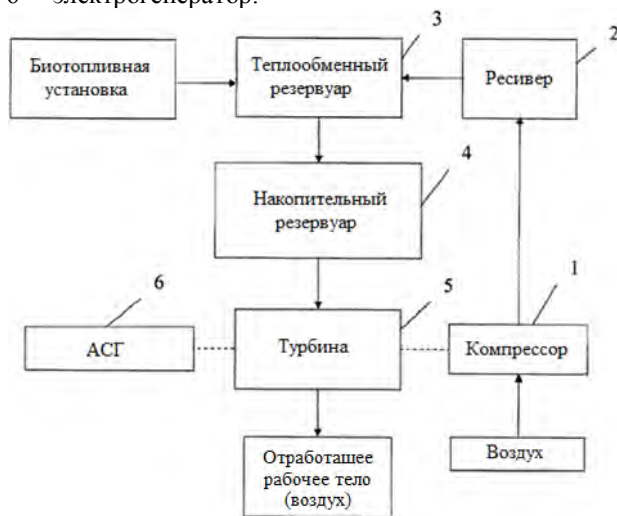 6 электрогенератор.
3
2
Биотопливная
установка
Теплообменный
резервуар
Ресивер
4
Накопительный
резервуар
6
5
1
АСГ
Турбина
Компрессор
Отработашее
рабочее тело
(воздух)
Воздух